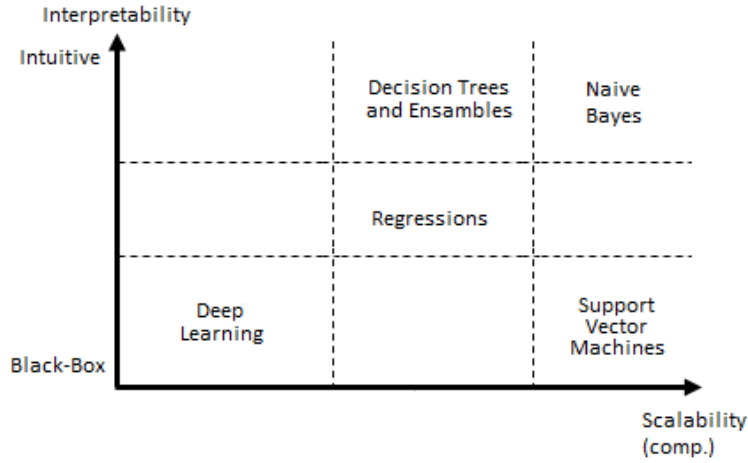 Interpretability
Intuitive
Decision Trees
and Ensambles
Naive
Bayes
Regressions
Deep
Learning
Support
Vector
Machines
Black-Box
Scalability
(comp.)